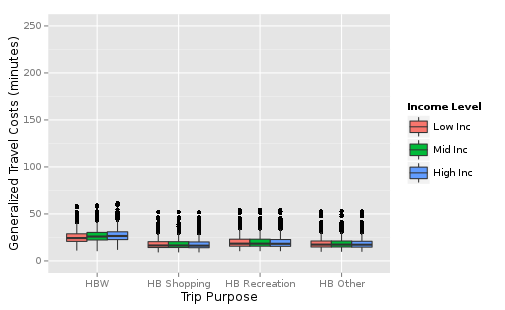 Generalized Travel Costs (minutes)
250
200
150
100
50
0
HBW
HB Shopping
HB Recreation
HB Other
Trip Purpose
Income Level
Low Inc
Mid Inc
High Inc